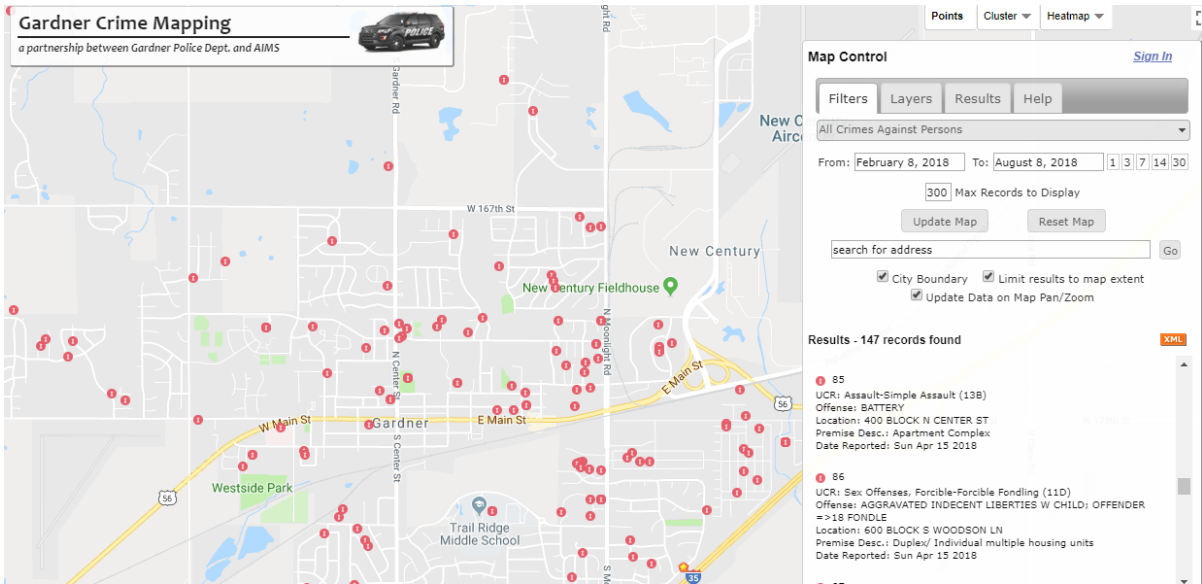 Gardner Crime Mapping
a partnership between Gardner Police Dept. and AIMS
POLICE
Points Cluster Heatmap
Map Control Sign In
Filters Layers Results Help
All Crimes Against Persons
From: February 8, 2018 To: August 8, 2018 1 3 7 14 30
300 Max Records to Display
Update Map Reset Map
search for address Go
City Boundary Limit results to map extent
Update Data on Map Pan/Zoom
Results - 147 records found XML
85
UCR: Assault-Simple Assault (13B)
Offense: BATTERY
Location: 400 BLOCK N CENTER ST
Premise Desc.: Apartment Complex
Date Reported: Sun Apr 15 2018
86
UCR: Sex Offenses, Forcible-Forcible Fondling (11D)
Offense: AGGRAVATED INDECENT LIBERTIES W CHILD; OFFENDER
=>18 FONDLE
Location: 600 BLOCK S WOODSON LN
Premise Desc.: Duplex/ Individual multiple housing units
Date Reported: Sun Apr 15 2018
ght Rd
S Gardner Rd
New C
Airc
W 167th St
New Century
New Century Fieldhouse
N Moonlight Rd
N Center St
E Main St
56
W Main St
Gardner
E Main St
S Center St
56
Westside Park
Trail Ridge
Middle School
S Mo
35